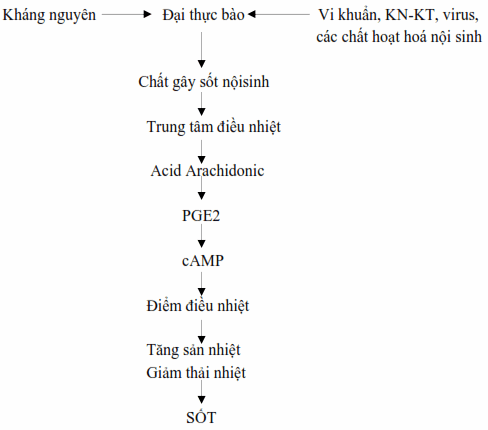 Kháng nguyên
Đại thực bào
Vi khuẩn, KN-KT, virus,
các chất hoạt hoá nội sinh
Chất gây sốt nộisinh
Trung tâm điều nhiệt
Acid Arachidonic
PGE2
cAMP
Điểm điều nhiệt
Tăng sản nhiệt
Giảm thải nhiệt
SỐT